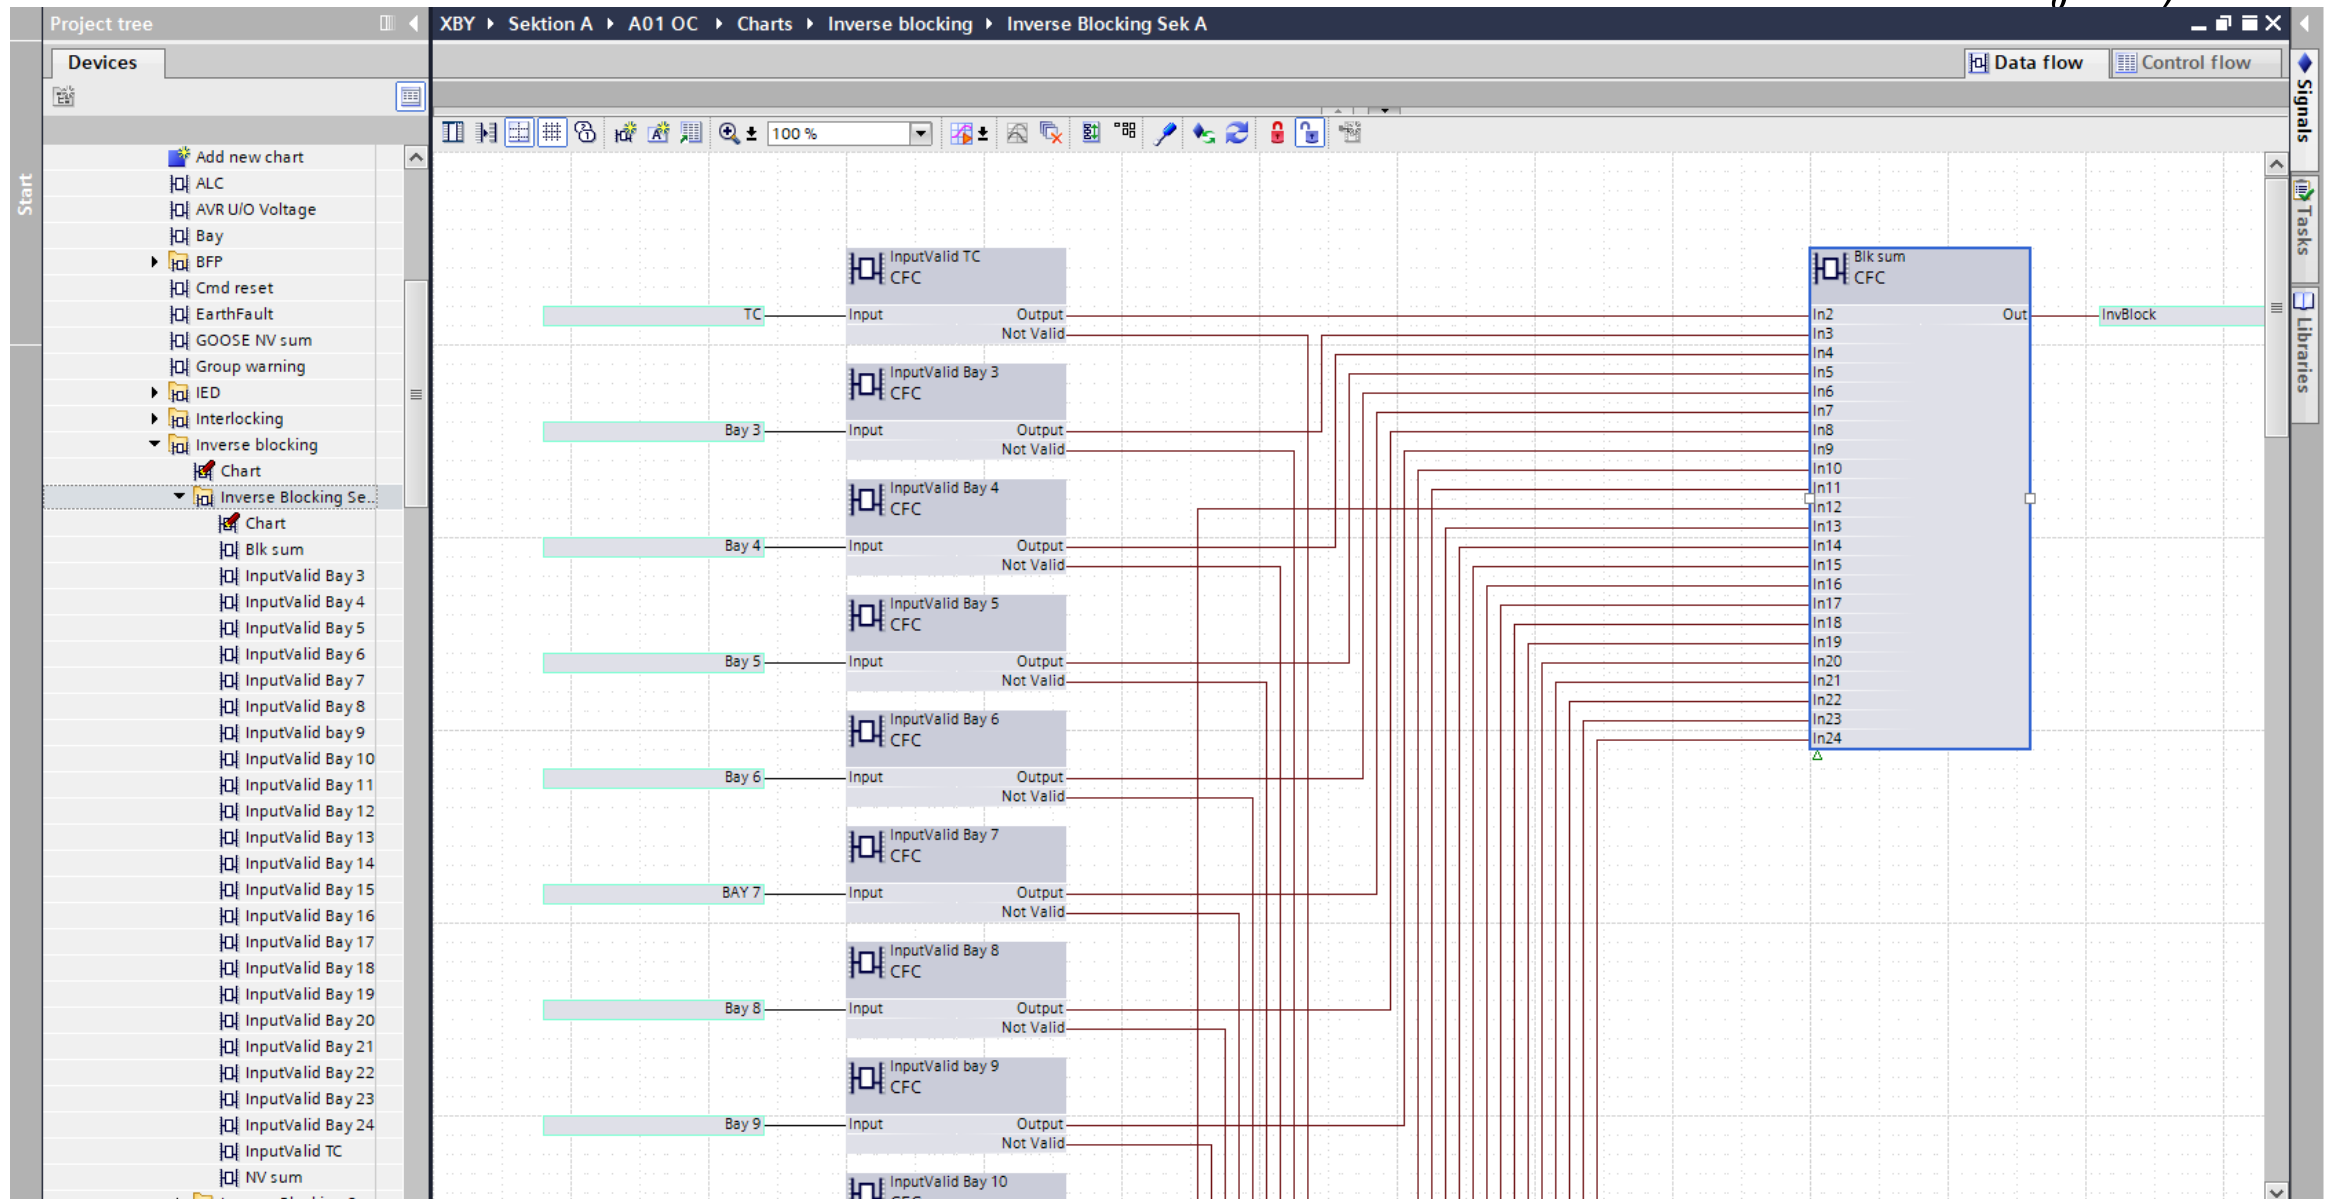 Project tree
XBY Sektion A A01 OC Charts Inverse blocking Inverse Blocking Sek A
Devices
Data flow
Control flow
100 %
Start
Signals
Tasks
Libraries
Add new chart
ALC
AVR U/O Voltage
Bay
BFP
Cmd reset
EarthFault
GOOSE NV sum
Group warning
IED
Interlocking
Inverse blocking
Chart
Inverse Blocking Se..
Chart
Blk sum
InputValid Bay 3
InputValid Bay 4
InputValid Bay 5
InputValid Bay 6
InputValid Bay 7
InputValid Bay 8
InputValid bay 9
InputValid Bay 10
InputValid Bay 11
InputValid Bay 12
InputValid Bay 13
InputValid Bay 14
InputValid Bay 15
InputValid Bay 16
InputValid Bay 17
InputValid Bay 18
InputValid Bay 19
InputValid Bay 20
InputValid Bay 21
InputValid Bay 22
InputValid Bay 23
InputValid Bay 24
InputValid TC
NV sum
InputValid TC
CFC
TC Input Output
Not Valid
InputValid Bay 3
CFC
Bay 3 Input Output
Not Valid
InputValid Bay 4
CFC
Bay 4 Input Output
Not Valid
InputValid Bay 5
CFC
Bay 5 Input Output
Not Valid
InputValid Bay 6
CFC
Bay 6 Input Output
Not Valid
InputValid Bay 7
CFC
BAY 7 Input Output
Not Valid
InputValid Bay 8
CFC
Bay 8 Input Output
Not Valid
InputValid bay 9
CFC
Bay 9 Input Output
Not Valid
InputValid Bay 10
Blk sum
CFC
In2 Out InvBlock
In3
In4
In5
In6
In7
In8
In9
In10
In11
In12
In13
In14
In15
In16
In17
In18
In19
In20
In21
In22
In23
In24